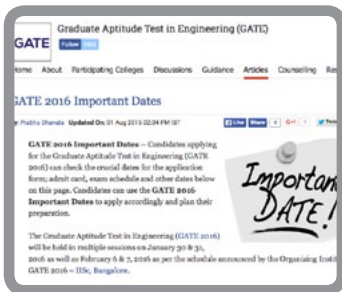 Graduate Aptitude Test in Engineering (GATE)
GATE
Follow
Home About Participating Colleges Discussions Guidance Articles Counselling Res
GATE 2016 Important Dates
Updated On: 01 Aug 2015 02:04 PM IST
Like Share 0 G+1
GATE 2016 Important Dates – Candidates applying
for the Graduate Aptitude Test in Engineering (GATE
2016) can check the crucial dates for the application
form; admit card, exam schedule and other dates below
on this page. Candidates can use the GATE 2016
Important Dates to apply accordingly and plan their
preparation.
Important
DATE!
The Graduate Aptitude Test in Engineering (GATE 2016)
will be held in multiple sessions on January 30 & 31,
2016 as well as February 6 & 7, 2016 as per the schedule announced by the Organizing Instit
GATE 2016 – IISc, Bangalore.